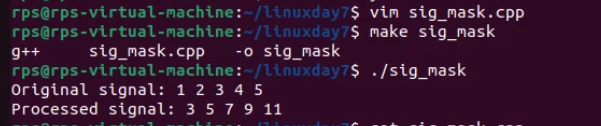 rps@rps-virtual-machine:~/linuxday7$ vim sig_mask.cpp
rps@rps-virtual-machine:~/linuxday7$ make sig_mask
g++     sig_mask.cpp   -o sig_mask
rps@rps-virtual-machine:~/linuxday7$ ./sig_mask
Original signal: 1 2 3 4 5
Processed signal: 3 5 7 9 11